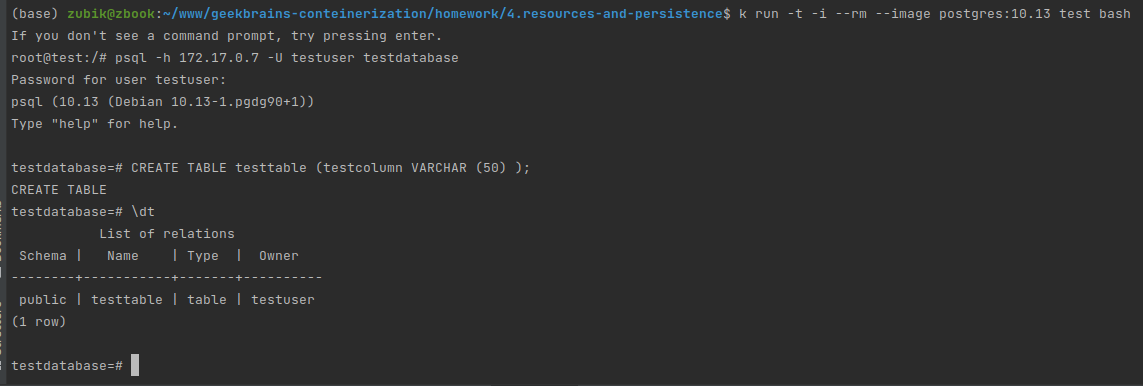 (base) zubik@zbook:~/www/geekbrains-conteinerization/homework/4.resources-and-persistence$ k run -t -i --rm --image postgres:10.13 test bash
If you don't see a command prompt, try pressing enter.
root@test:/# psql -h 172.17.0.7 -U testuser testdatabase
Password for user testuser:
psql (10.13 (Debian 10.13-1.pgdg90+1))
Type "help" for help.

testdatabase=# CREATE TABLE testtable (testcolumn VARCHAR (50) );
CREATE TABLE
testdatabase=# \dt
           List of relations
 Schema |   Name    | Type  |  Owner
--------+-----------+-------+----------
 public | testtable | table | testuser
(1 row)

testdatabase=#